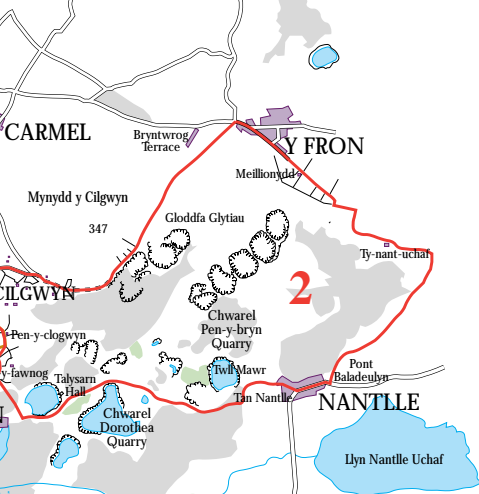 CARMEL
Bryntwrog
Terrace
Y FRON
Meillionydd
Mynydd y Cilgwyn
347
Gloddfa Glytiau
Ty-nant-uchaf
2
CILGWYN
Chwarel
Pen-y-bryn
Quarry
Pen-y-clogwyn
y-fawnog
Talysarn
Hall
Twll Mawr
Pont
Baladeulyn
Tan Nantlle
NANTLLE
N
Chwarel
Dorothea
Quarry
Llyn Nantlle Uchaf